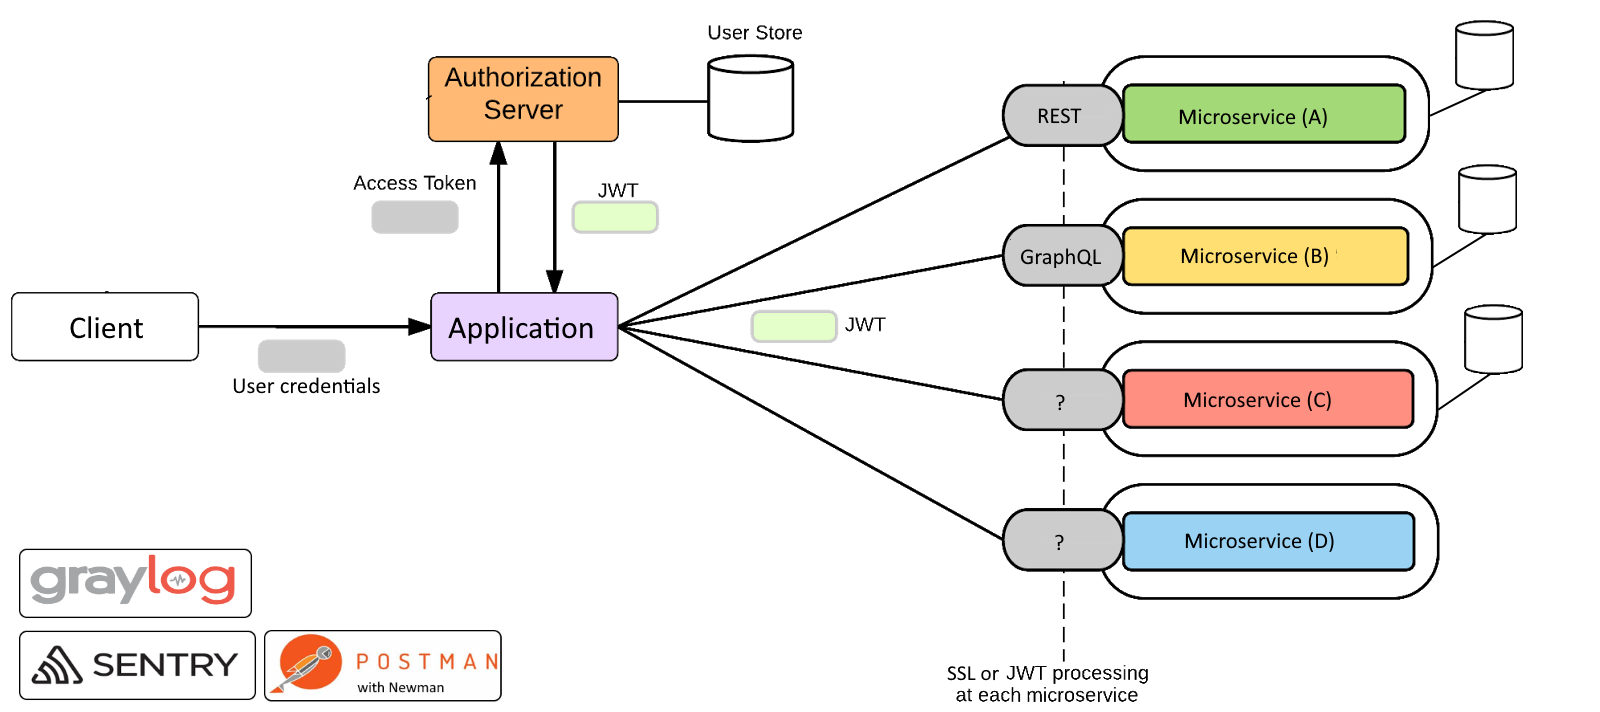 User Store
Authorization
Server
Access Token
JWT
Client
User credentials
Application
JWT
REST
Microservice (A)
GraphQL
Microservice (B)
?
Microservice (C)
?
Microservice (D)
SSL or JWT processing
at each microservice
graylog
SENTRY
POSTMAN
with Newman